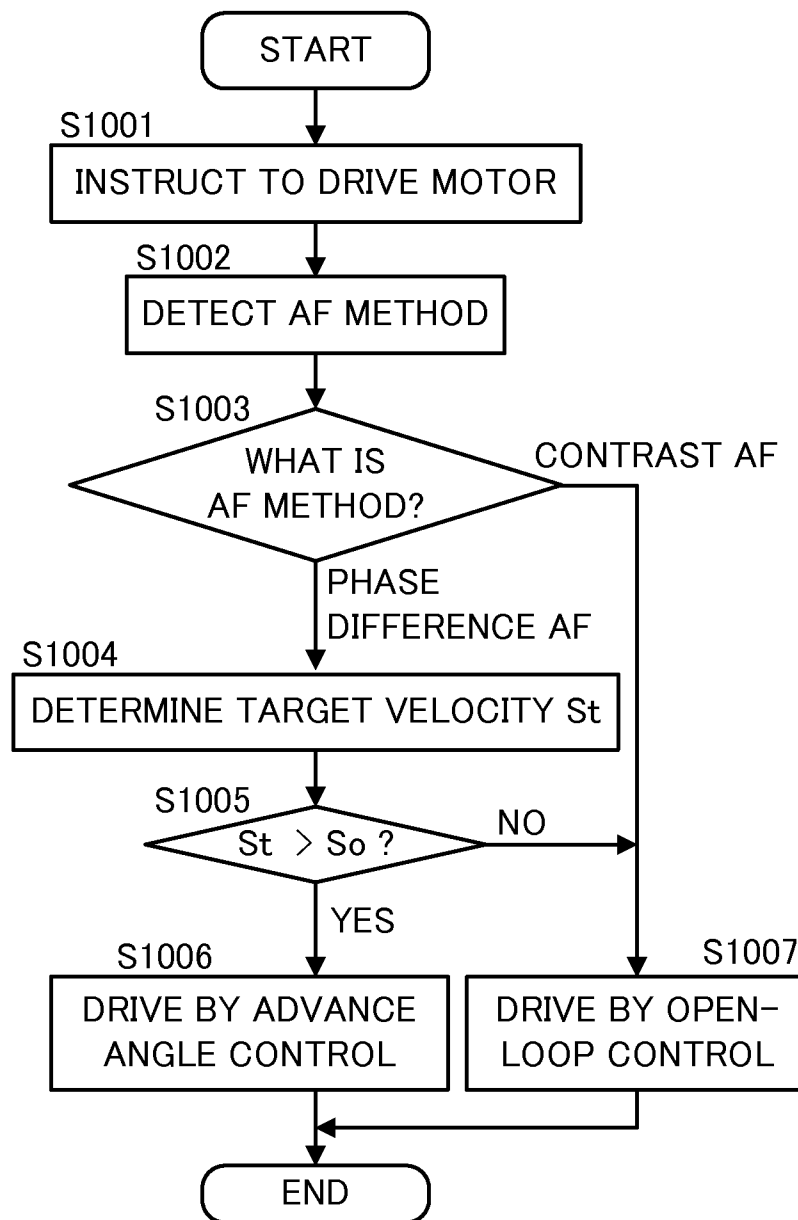 START
S1001
INSTRUCT TO DRIVE MOTOR
S1002
DETECT AF METHOD
S1003
WHAT IS
AF METHOD?
CONTRAST AF
PHASE
DIFFERENCE AF
S1004
DETERMINE TARGET VELOCITY St
S1005
St > So ?
NO
YES
S1006
DRIVE BY ADVANCE
ANGLE CONTROL
S1007
DRIVE BY OPEN-
LOOP CONTROL
END